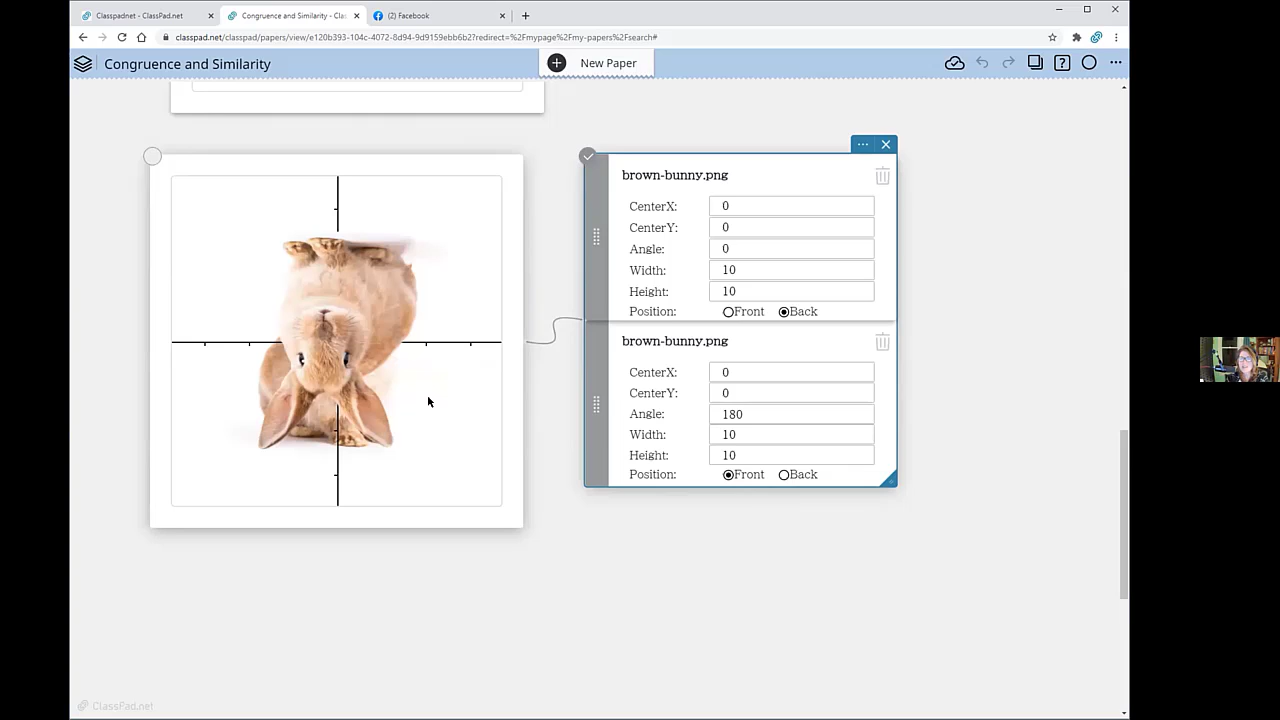 Classpadnet - ClassPad.net
Congruence and Similarity - Clas
(2) Facebook
classpad.net/classpad/papers/view/e120b393-104c-4072-8d94-9d9159ebb6b2?redirect=%2Fmypage%2Fmy-papers%2Fsearch#
Congruence and Similarity
New Paper
brown-bunny.png
CenterX: 0
CenterY: 0
Angle: 0
Width: 10
Height: 10
Position: Front Back
brown-bunny.png
CenterX: 0
CenterY: 0
Angle: 180
Width: 10
Height: 10
Position: Front Back
ClassPad.net